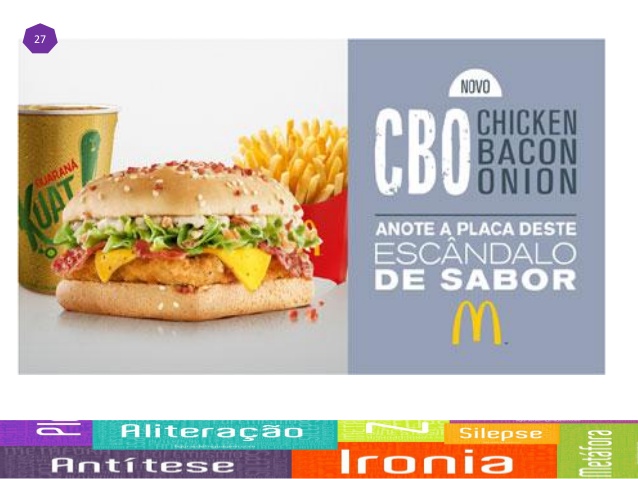 27
GUARANÁ
KUAT
NOVO
CBO CHICKEN
BACON
ONION
ANOTE A PLACA DESTE
ESCÂNDALO
DE SABOR
Aliteração
Silepse
Antítese
Ironia
Metáfora